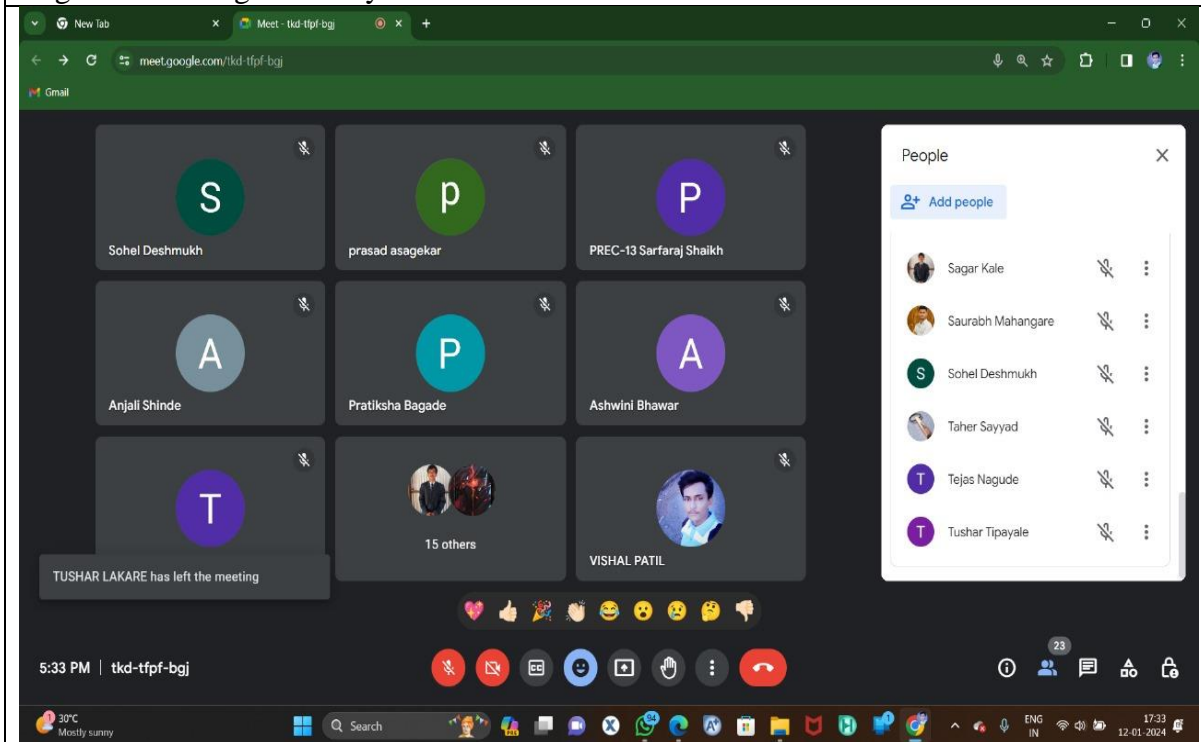 New Tab
Meet - tkd-tfpf-bgj
meet.google.com/tkd-tfpf-bgj
Gmail
S
Sohel Deshmukh
p
prasad asagekar
P
PREC-13 Sarfaraj Shaikh
A
Anjali Shinde
P
Pratiksha Bagade
A
Ashwini Bhawar
T
15 others
VISHAL PATIL
TUSHAR LAKARE has left the meeting
People
Add people
Sagar Kale
Saurabh Mahangare
S Sohel Deshmukh
Taher Sayyad
T Tejas Nagude
T Tushar Tipayale
5:33 PM | tkd-tfpf-bgj
CC
23
1
30°C
Mostly sunny
Search
94
ENG
IN
17:33
12-01-2024